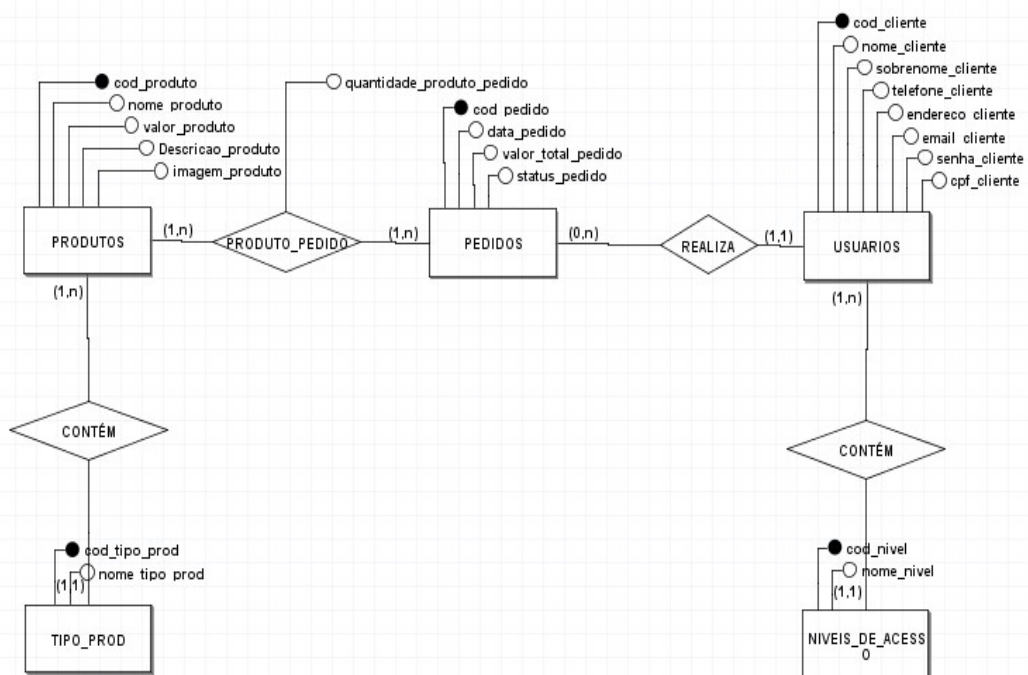 cod_cliente
nome_cliente
sobrenome_cliente
telefone_cliente
endereco_cliente
email_cliente
senha_cliente
cpf_cliente
cod_produto
nome_produto
valor_produto
Descricao_produto
imagem_produto
quantidade_produto_pedido
cod_pedido
data_pedido
valor_total_pedido
status_pedido
PRODUTOS
(1,n)
PRODUTO_PEDIDO
(1,n)
PEDIDOS
(0,n)
REALIZA
(1,1)
USUARIOS
(1,n)
(1,n)
CONTÉM
CONTÉM
cod_tipo_prod
nome_tipo_prod
(1,1)
TIPO_PROD
cod_nivel
nome_nivel
(1,1)
NIVEIS_DE_ACESS
O